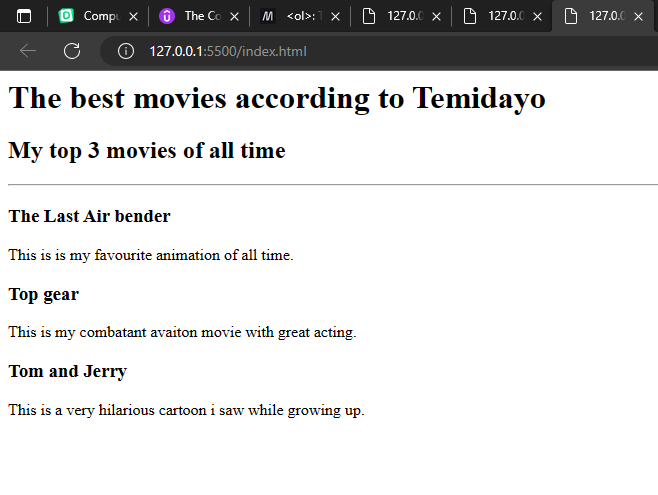 Compu
The Co
<ol>: T
127.0.0
127.0.0
127.0.0
127.0.0.1:5500/index.html
The best movies according to Temidayo
My top 3 movies of all time
The Last Air bender
This is is my favourite animation of all time.
Top gear
This is my combatant avaiton movie with great acting.
Tom and Jerry
This is a very hilarious cartoon i saw while growing up.